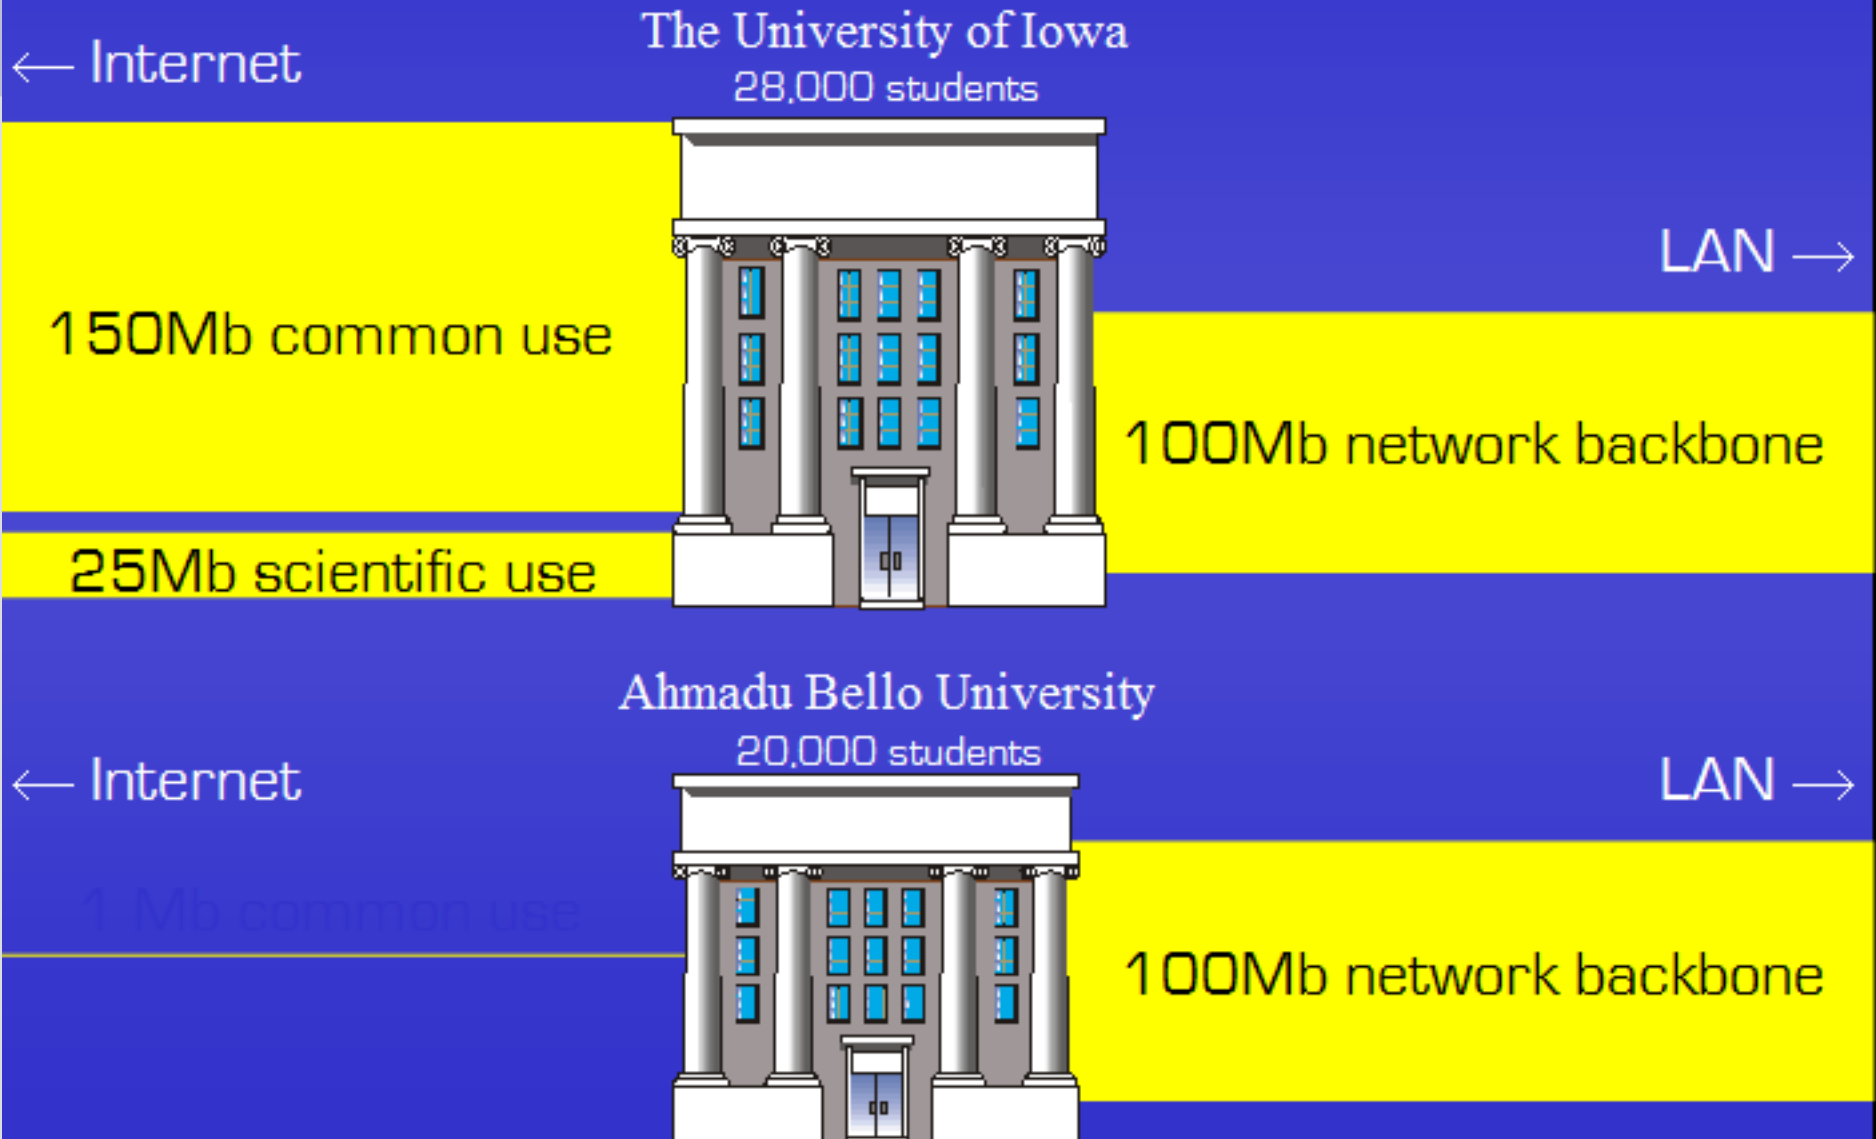 The University of Iowa
28,000 students
← Internet
LAN →
150Mb common use
100Mb network backbone
25Mb scientific use
Ahmadu Bello University
20,000 students
← Internet
LAN →
1 Mb common use
100Mb network backbone